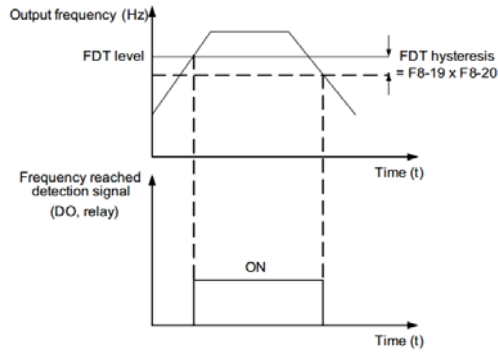 Output frequency (Hz)
FDT level
FDT hysteresis
= F8-19 x F8-20
Time (t)
Frequency reached
detection signal
(DO, relay)
ON
Time (t)